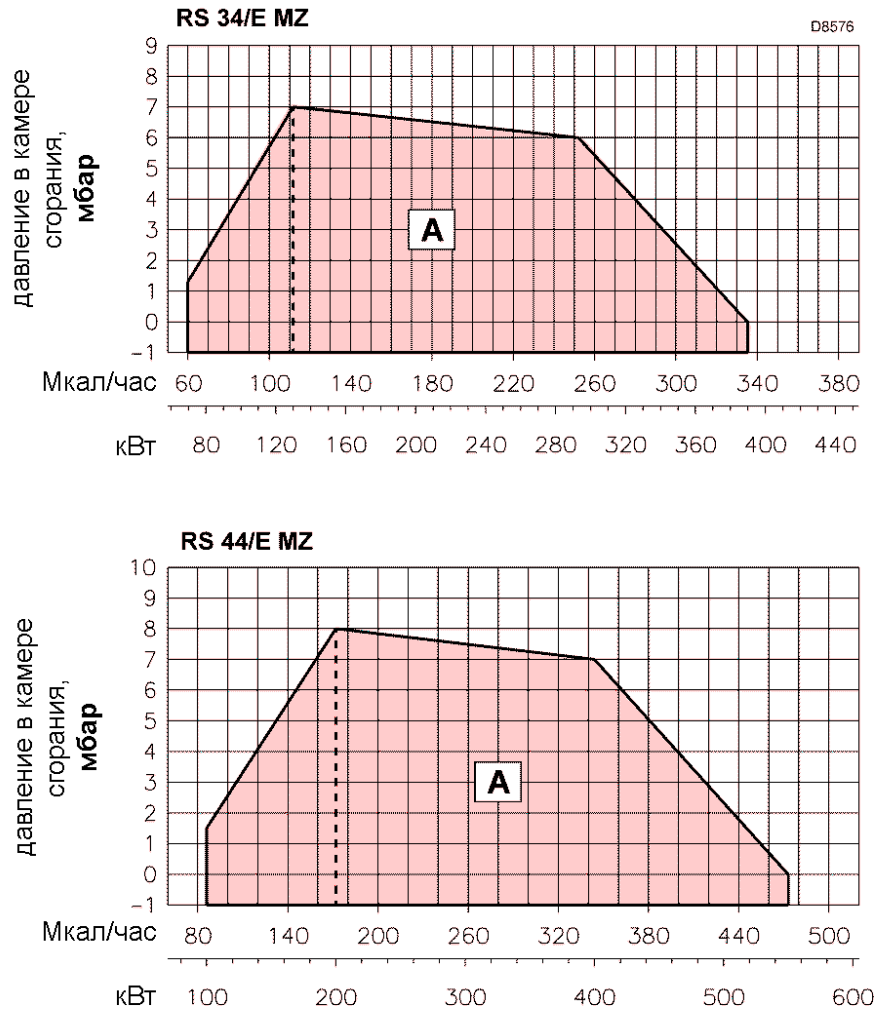 RS 34/E MZ
D8576
давление в камере
сгорания,
мбар
9
8
7
6
5
4
3
2
1
0
-1
A
Мкал/час 60 100 140 180 220 260 300 340 380
кВт 80 120 160 200 240 280 320 360 400 440
RS 44/E MZ
давление в камере
сгорания,
мбар
10
9
8
7
6
5
4
3
2
1
0
-1
A
Мкал/час 80 140 200 260 320 380 440 500
кВт 100 200 300 400 500 600